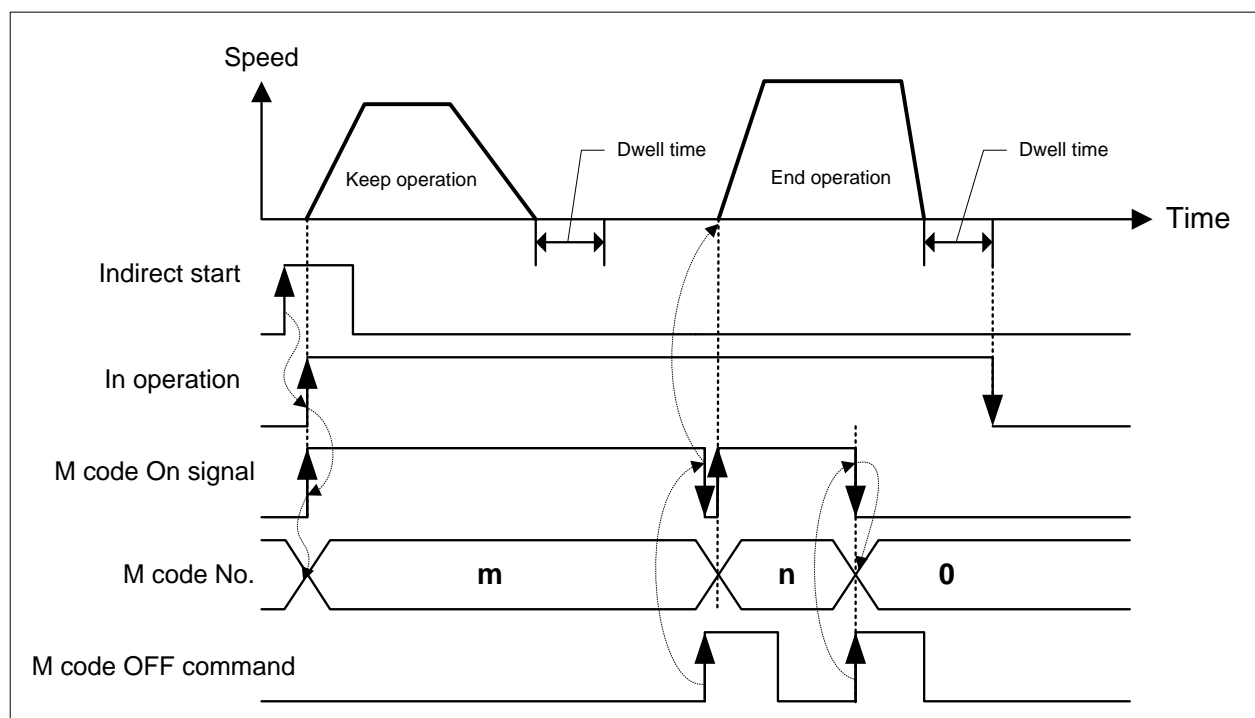 Speed
Dwell time
Dwell time
Keep operation
End operation
Time
Indirect start
In operation
M code On signal
M code No.
m
n
0
M code OFF command